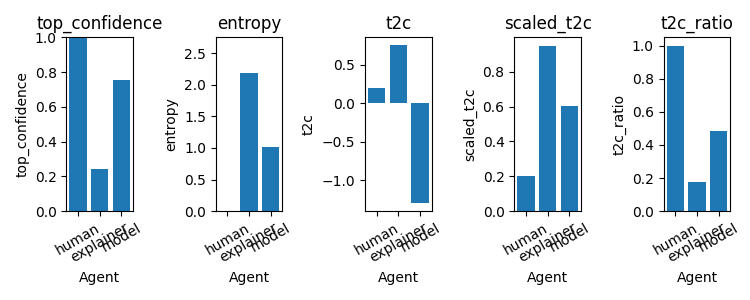 top_confidence entropy t2c scaled_t2c t2c_ratio
top_confidence
1.0
0.8
0.6
0.4
0.2
0.0
human explainer model
Agent
entropy
2.5
2.0
1.5
1.0
0.5
0.0
human explainer model
Agent
t2c
0.5
0.0
−0.5
−1.0
human explainer model
Agent
scaled_t2c
0.8
0.6
0.4
0.2
0.0
human explainer model
Agent
t2c_ratio
1.0
0.8
0.6
0.4
0.2
0.0
human explainer model
Agent